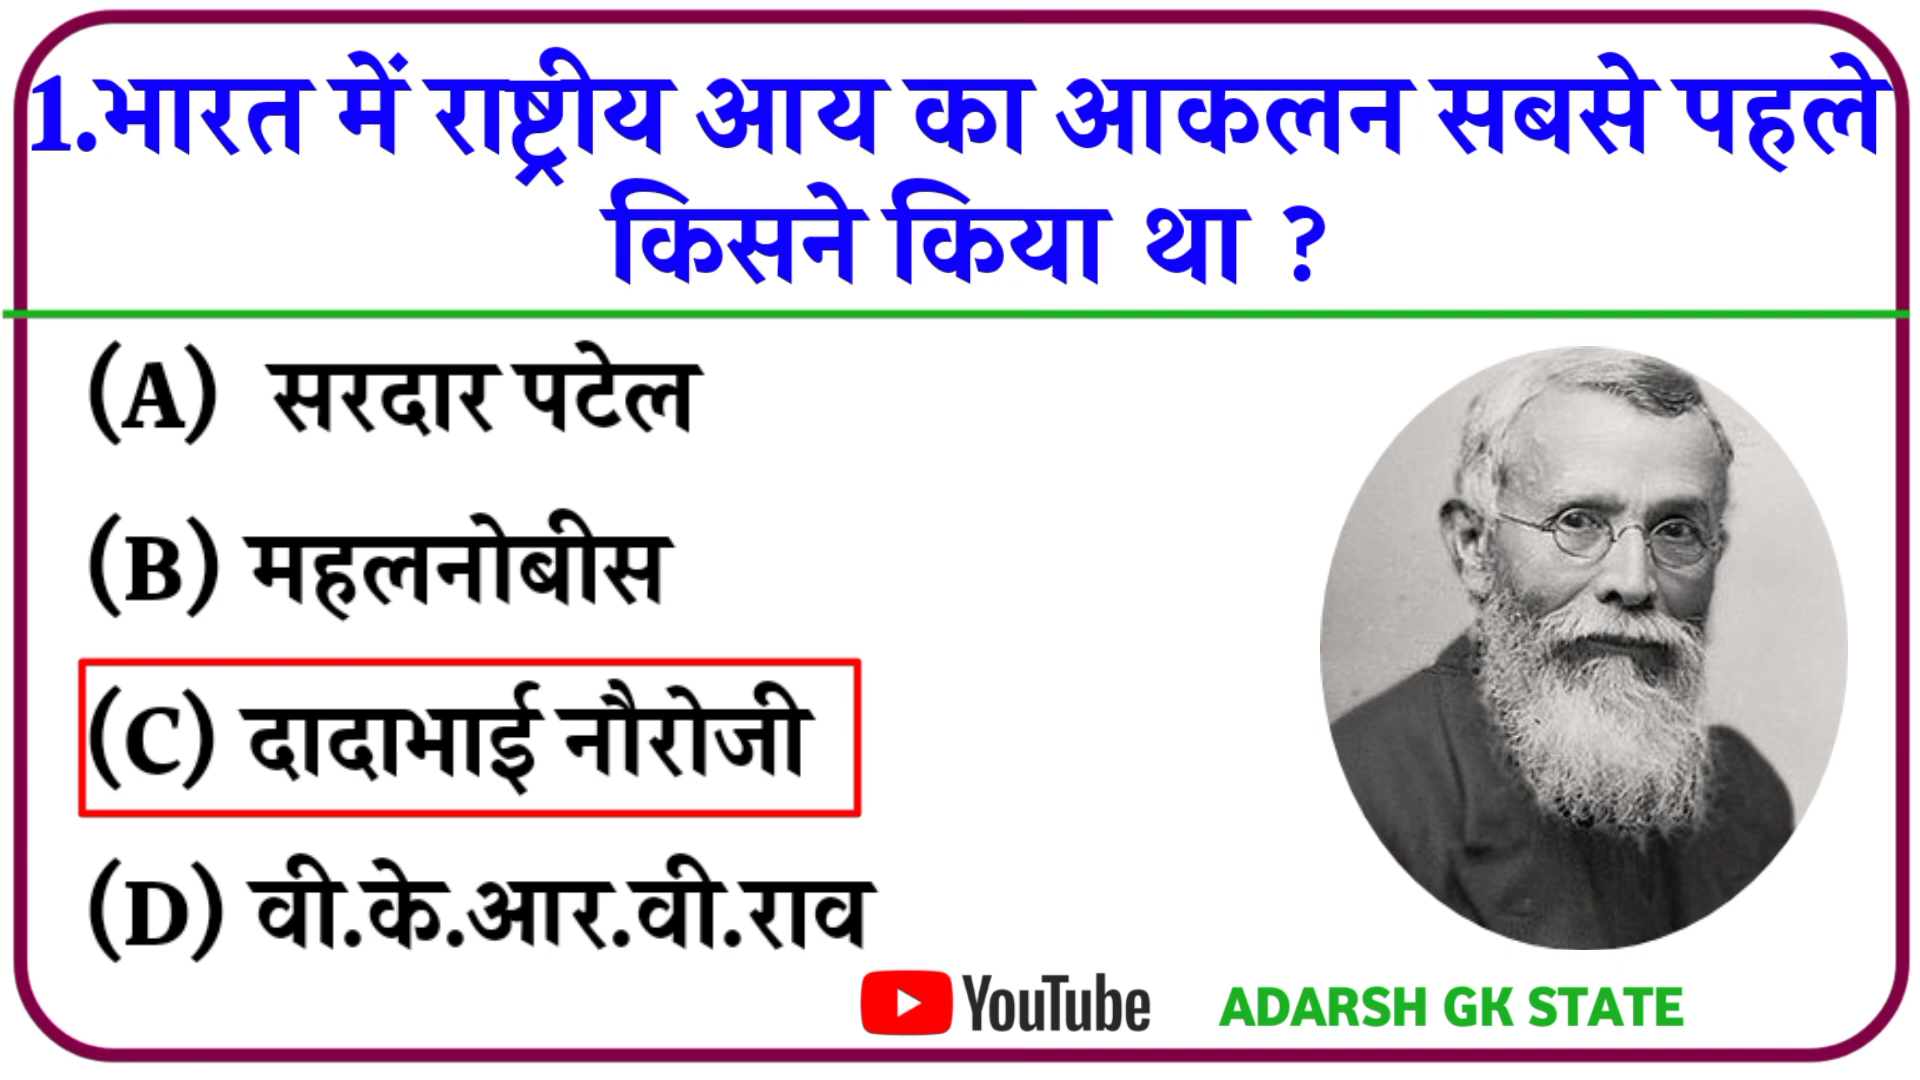 1.भारत में राष्ट्रीय आय का आकलन सबसे पहले
किसने किया था ?
(A) सरदार पटेल
(B) महलनोबीस
(C) दादाभाई नौरोजी
(D) वी.के.आर.वी.राव
YouTube ADARSH GK STATE